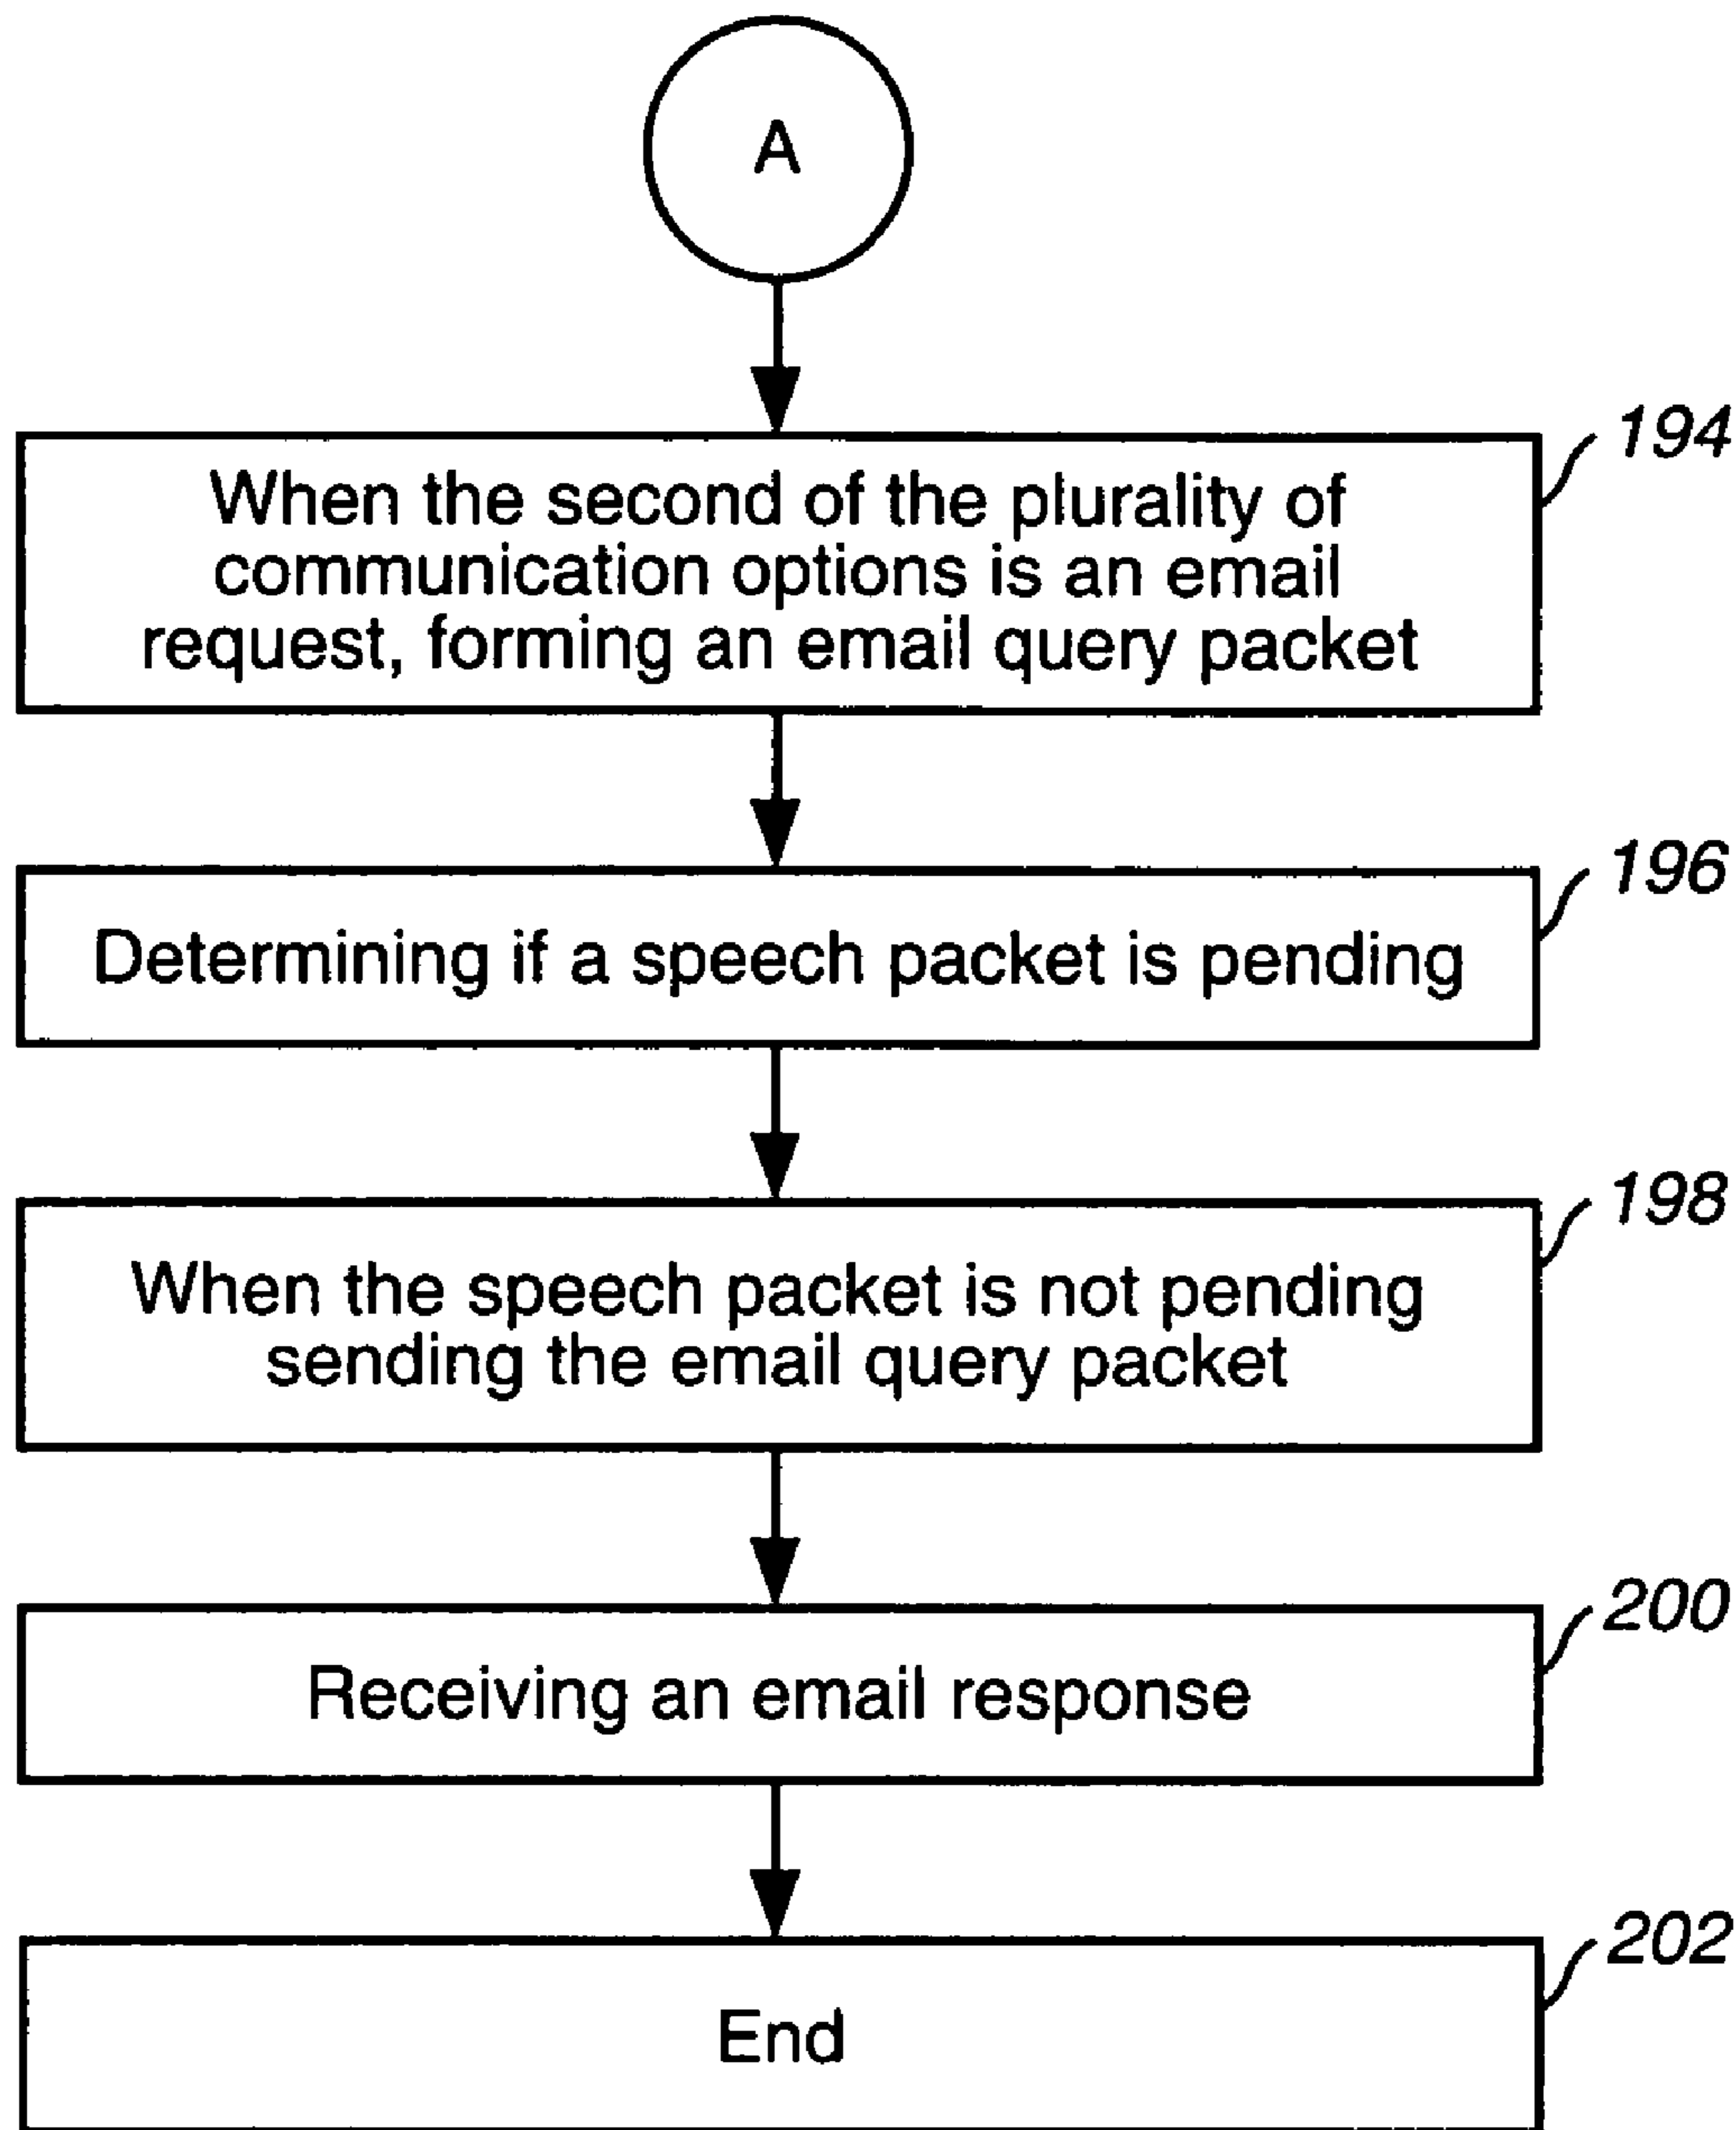 A
194
When the second of the plurality of
communication options is an email
request, forming an email query packet
196
Determining if a speech packet is pending
198
When the speech packet is not pending
sending the email query packet
200
Receiving an email response
202
End